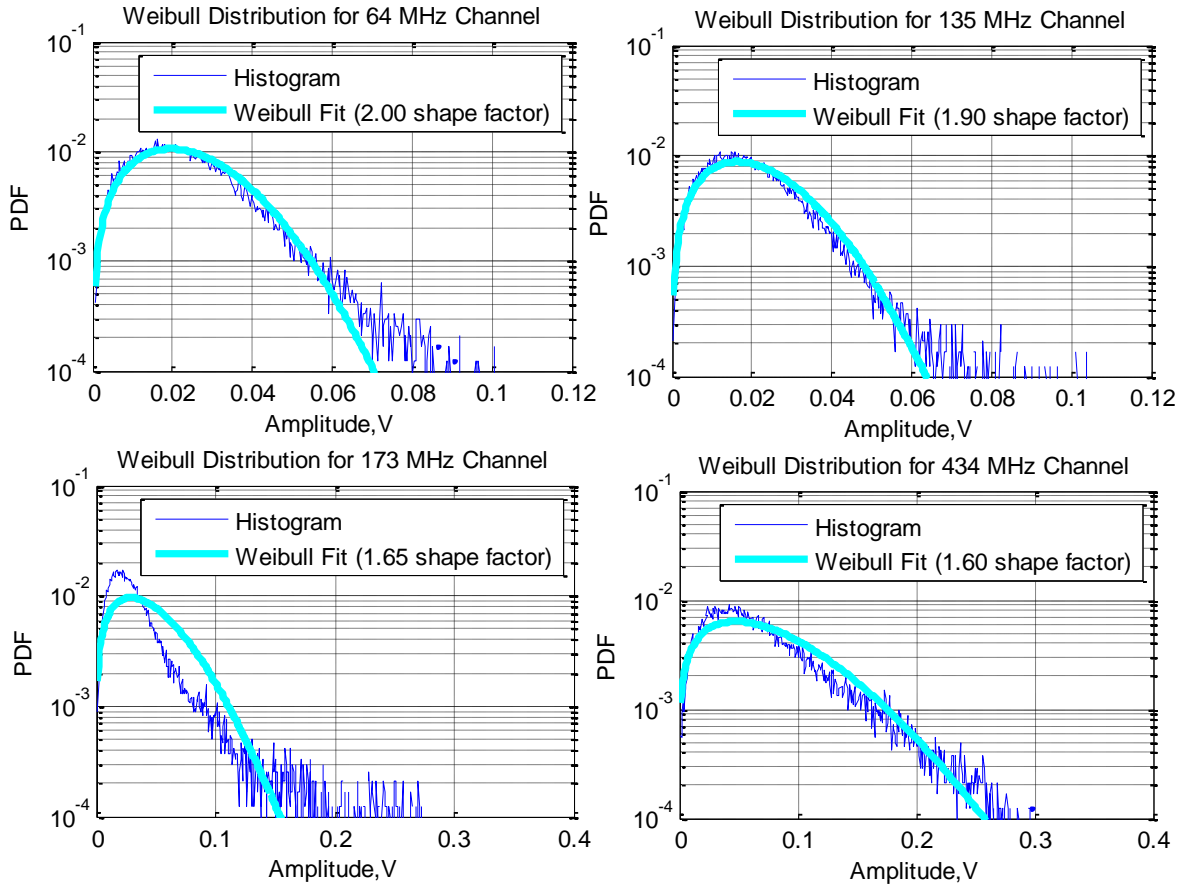 Weibull Distribution for 64 MHz Channel
10^-1
10^-2
10^-3
10^-4
PDF
Histogram
Weibull Fit (2.00 shape factor)
0 0.02 0.04 0.06 0.08 0.1 0.12
Amplitude,V
Weibull Distribution for 135 MHz Channel
10^-1
10^-2
10^-3
10^-4
PDF
Histogram
Weibull Fit (1.90 shape factor)
0 0.02 0.04 0.06 0.08 0.1 0.12
Amplitude,V
Weibull Distribution for 173 MHz Channel
10^-1
10^-2
10^-3
10^-4
PDF
Histogram
Weibull Fit (1.65 shape factor)
0 0.1 0.2 0.3 0.4
Amplitude,V
Weibull Distribution for 434 MHz Channel
10^-1
10^-2
10^-3
10^-4
PDF
Histogram
Weibull Fit (1.60 shape factor)
0 0.1 0.2 0.3 0.4
Amplitude,V